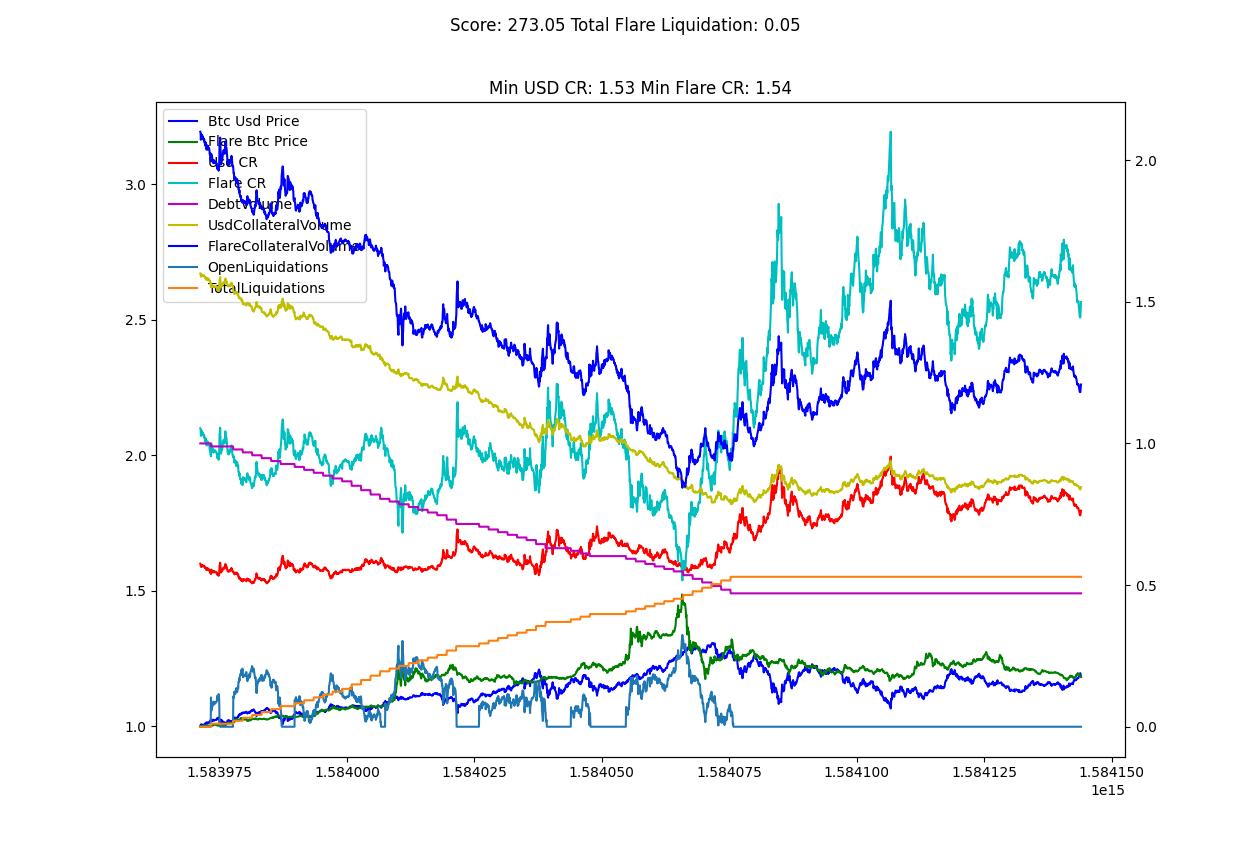 Score: 273.05 Total Flare Liquidation: 0.05
Min USD CR: 1.53 Min Flare CR: 1.54
Btc Usd Price
Flare Btc Price
Usd CR
Flare CR
DebtVolume
UsdCollateralVolume
FlareCollateralVolume
OpenLiquidations
TotalLiquidations
3.0
2.5
2.0
1.5
1.0
2.0
1.5
1.0
0.5
0.0
1.583975
1.584000
1.584025
1.584050
1.584075
1.584100
1.584125
1.584150
1e15